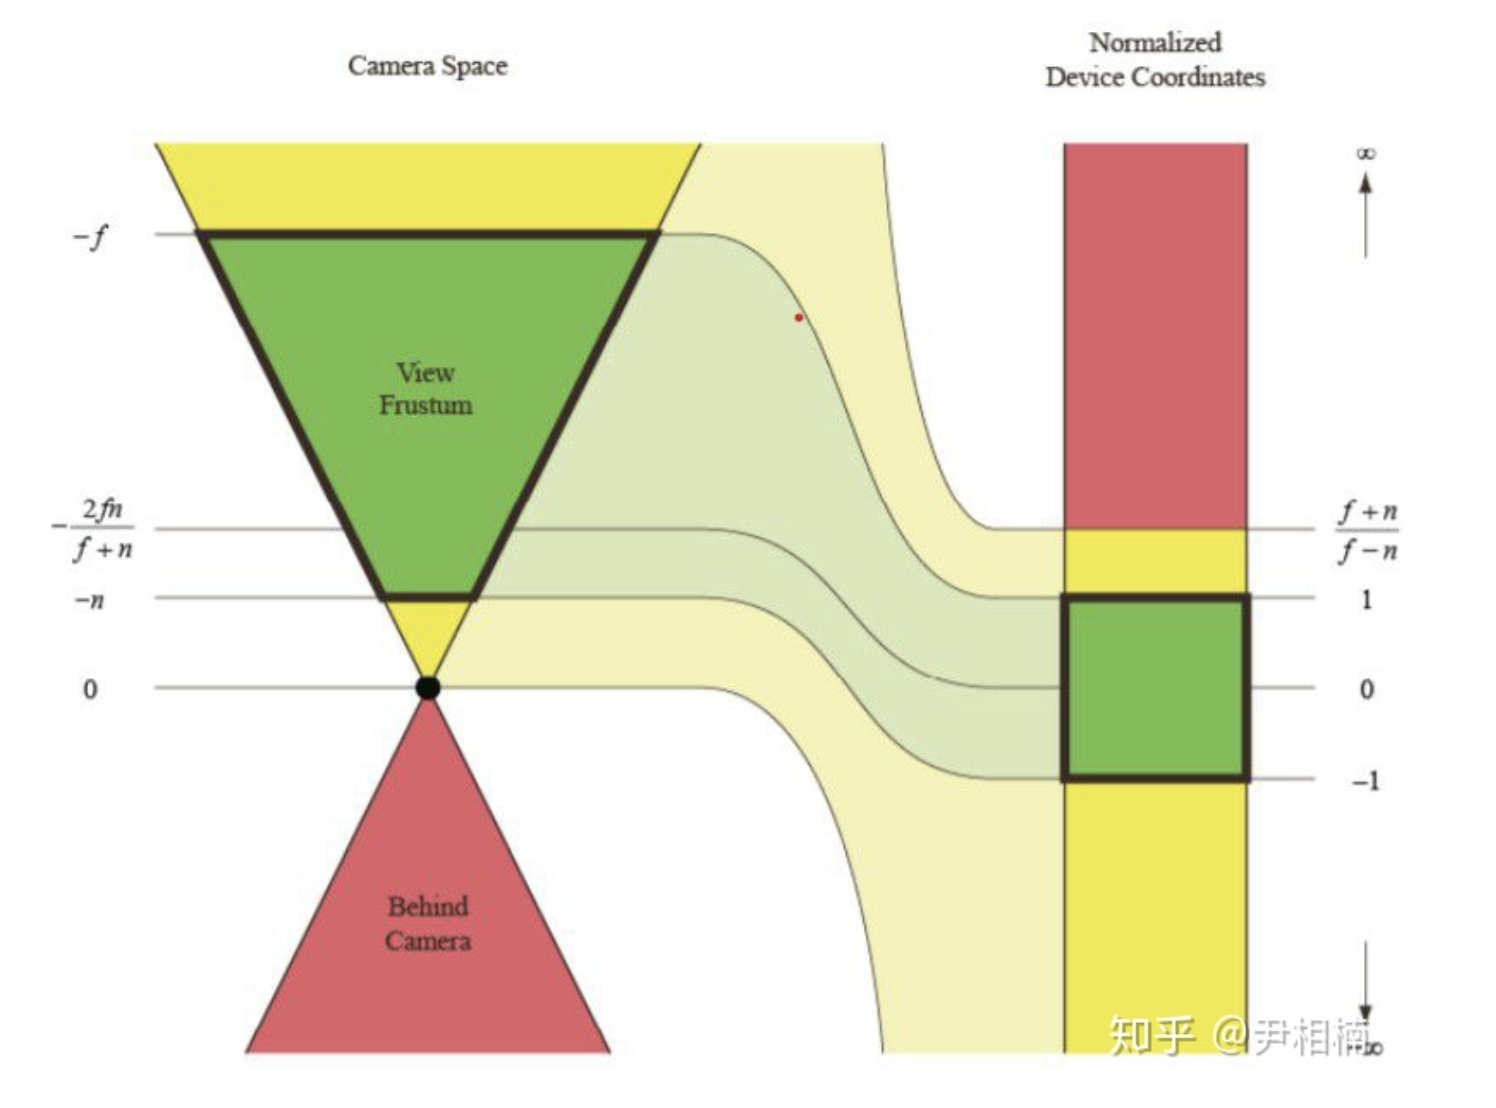 Camera Space
Normalized
Device Coordinates
∞
−f
View
Frustum
− 2fn / f + n
f + n / f − n
−n
1
0
0
−1
Behind
Camera
知乎 @尹相楠
−∞